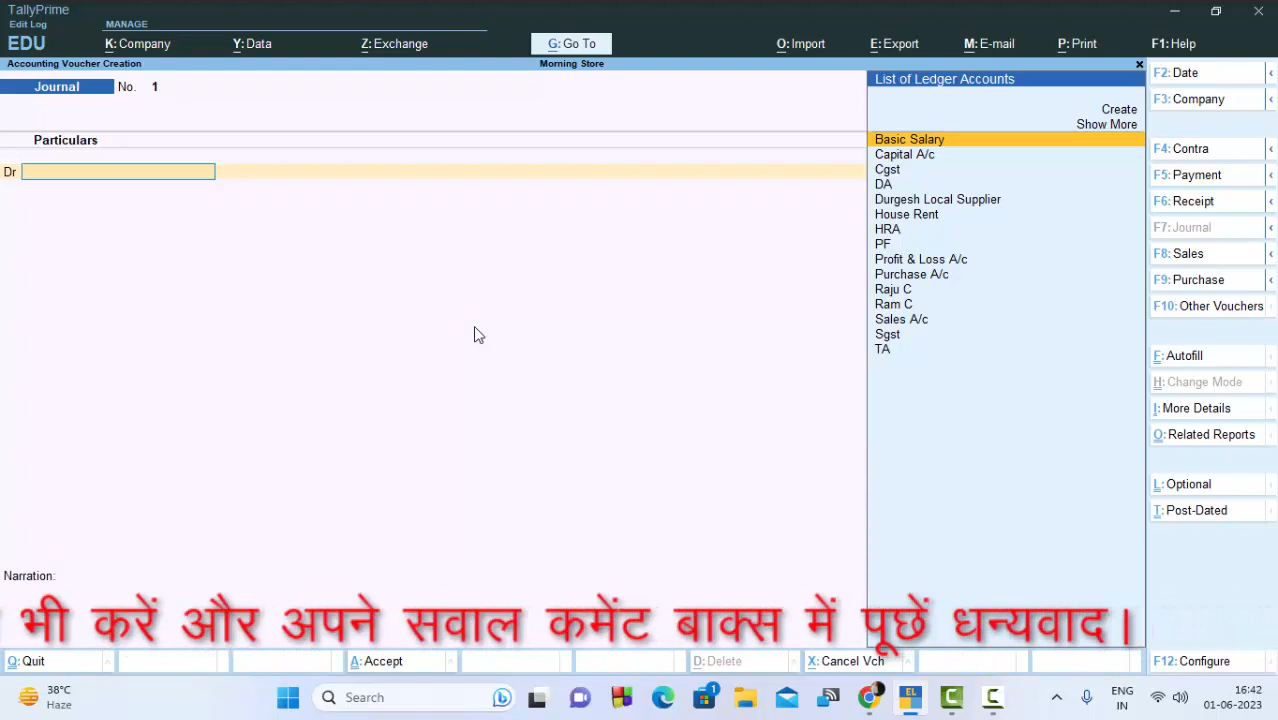 TallyPrime
Edit Log
MANAGE
EDU
K:Company
Y:Data
Z:Exchange
G: Go To
O:Import
E:Export
M:E-mail
P:Print
F1:Help
Accounting Voucher Creation
Morning Store
Journal
No. 1
Particulars
Dr
Narration:
List of Ledger Accounts
Create
Show More
Basic Salary
Capital A/c
Cgst
DA
Durgesh Local Supplier
House Rent
HRA
PF
Profit & Loss A/c
Purchase A/c
Raju C
Ram C
Sales A/c
Sgst
TA
F2:Date
F3:Company
F4:Contra
F5:Payment
F6:Receipt
F7:Journal
F8:Sales
F9:Purchase
F10:Other Vouchers
F:Autofill
H:Change Mode
I:More Details
O:Related Reports
L:Optional
T:Post-Dated
भी करें और अपने सवाल कमेंट बाक्स में पूछें धन्यवाद।
Q:Quit
A:Accept
D:Delete
X:Cancel Vch
F12:Configure
38°C
Haze
Search
1
EL
ENG
IN
16:42
01-06-2023